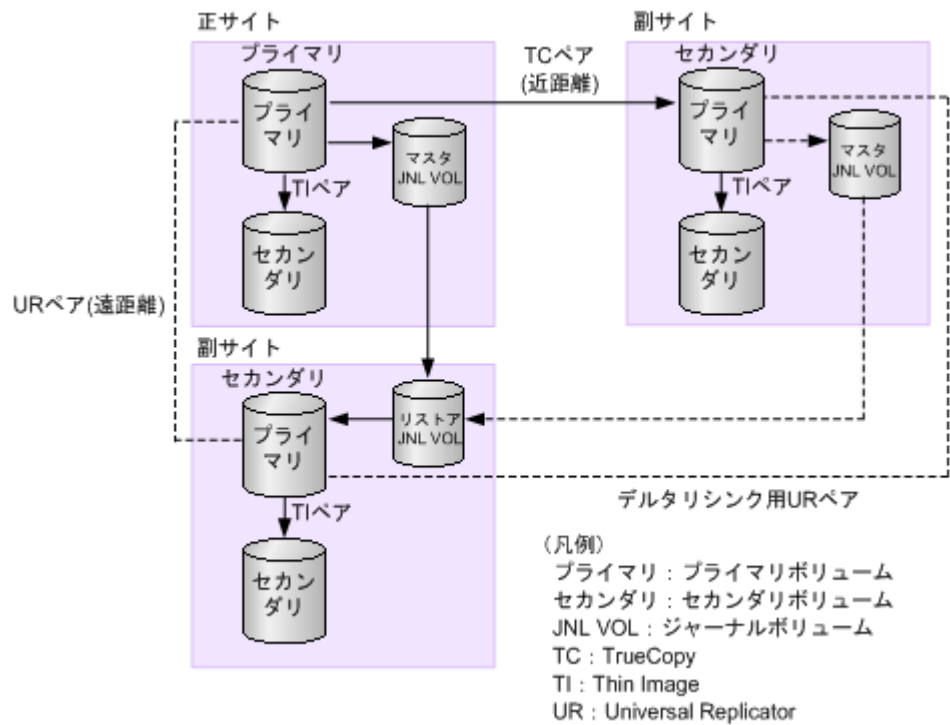 正サイト
プライマリ
プライ
マリ
マスタ
JNL VOL
TIペア
セカン
ダリ
TCペア
(近距離)
副サイト
セカンダリ
プライ
マリ
マスタ
JNL VOL
TIペア
セカン
ダリ
URペア(遠距離)
副サイト
セカンダリ
プライ
マリ
リストア
JNL VOL
TIペア
セカン
ダリ
デルタリシンク用URペア
(凡例)
プライマリ：プライマリボリューム
セカンダリ：セカンダリボリューム
JNL VOL：ジャーナルボリューム
TC：TrueCopy
TI：Thin Image
UR：Universal Replicator